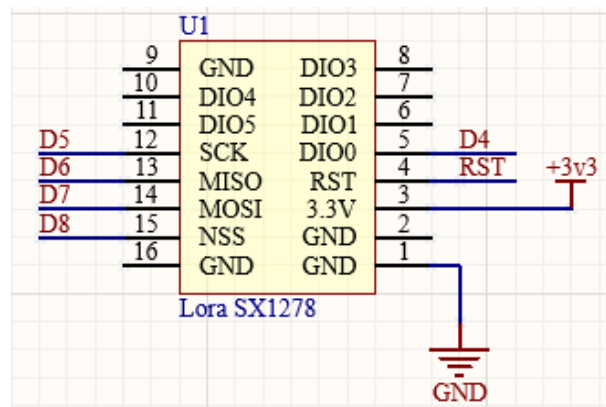 U1
9 GND DIO3 8
10 DIO4 DIO2 7
11 DIO5 DIO1 6
D5 12 SCK DIO0 5 D4
D6 13 MISO RST 4 RST +3v3
D7 14 MOSI 3.3V 3
D8 15 NSS GND 2
16 GND GND 1
Lora SX1278
GND